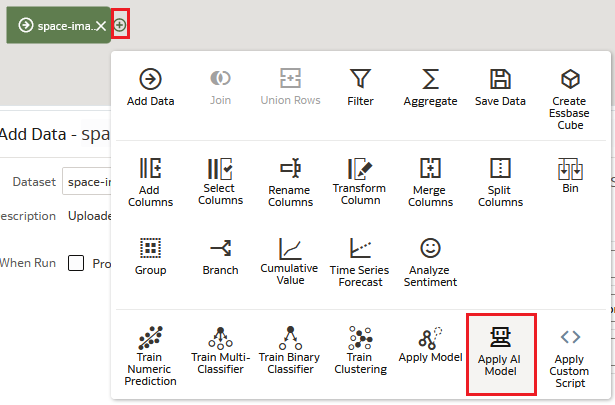 space-ima..
Add Data
Join
Union Rows
Filter
Aggregate
Save Data
Create
Essbase
Cube
Add Data - spa
Dataset
space-in
Add
Columns
Select
Columns
Rename
Columns
Transform
Column
Merge
Columns
Split
Columns
Bin
escription
Uploade
When Run
Pro
Group
Branch
Cumulative
Value
Time Series
Forecast
Analyze
Sentiment
Train
Numeric
Prediction
Train Multi-
Classifier
Train Binary
Classifier
Train
Clustering
Apply Model
Apply AI
Model
Apply
Custom
Script